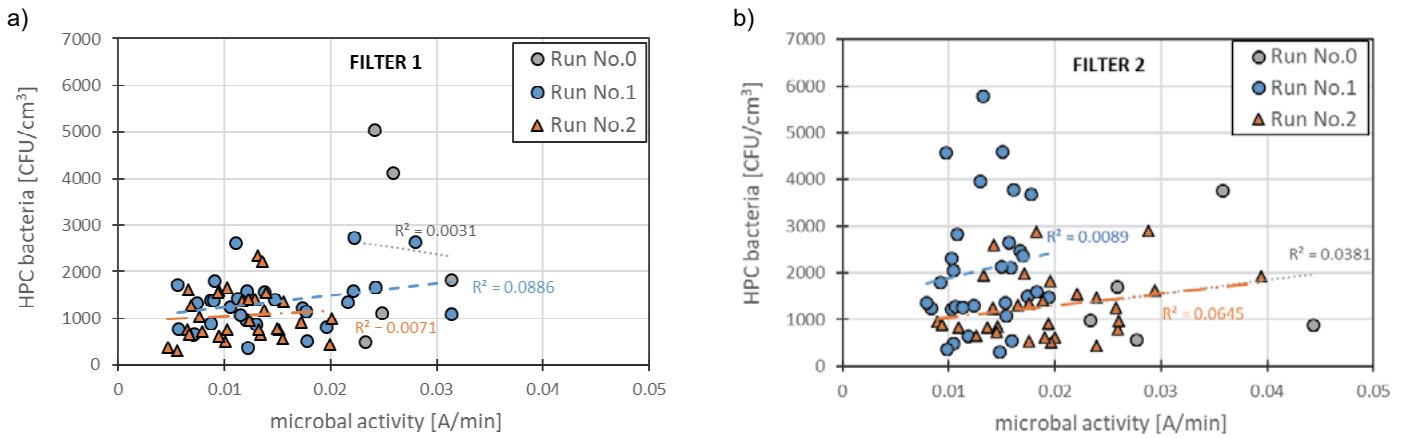 a)
7000
6000
5000
4000
3000
2000
1000
0
HPC bacteria [CFU/cm³]
FILTER 1
Run No.0
Run No.1
Run No.2
R² = 0.0031
R² = 0.0886
R² = 0.0071
0 0.01 0.02 0.03 0.04 0.05
microbal activity [A/min]
b)
7000
6000
5000
4000
3000
2000
1000
0
HPC bacteria [CFU/cm³]
FILTER 2
Run No.0
Run No.1
Run No.2
R² = 0.0089
R² = 0.0381
R² = 0.0645
0 0.01 0.02 0.03 0.04 0.05
microbal activity [A/min]